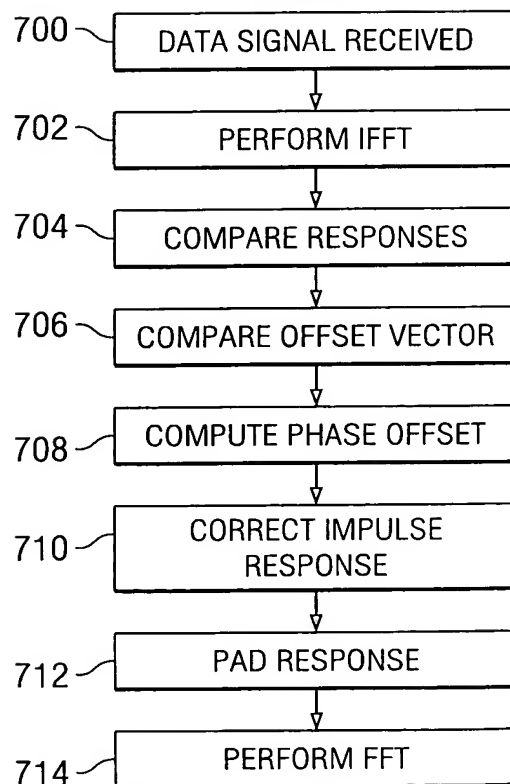 700 DATA SIGNAL RECEIVED
702 PERFORM IFFT
704 COMPARE RESPONSES
706 COMPARE OFFSET VECTOR
708 COMPUTE PHASE OFFSET
710 CORRECT IMPULSE
RESPONSE
712 PAD RESPONSE
714 PERFORM FFT